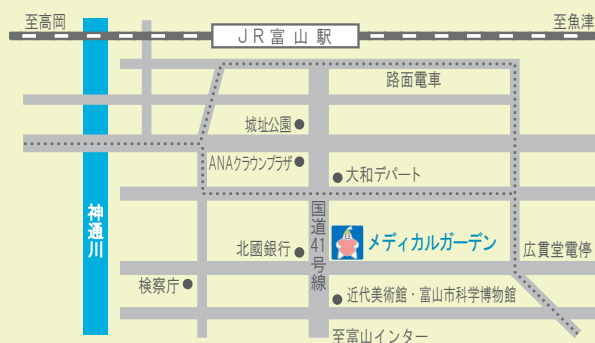 至高岡
至魚津
JR富山駅
路面電車
城址公園
ANAクラウンプラザ
大和デパート
神通川
国道41号線
北國銀行
メディカルガーデン
広貫堂電停
検察庁
近代美術館・富山市科学博物館
至富山インター